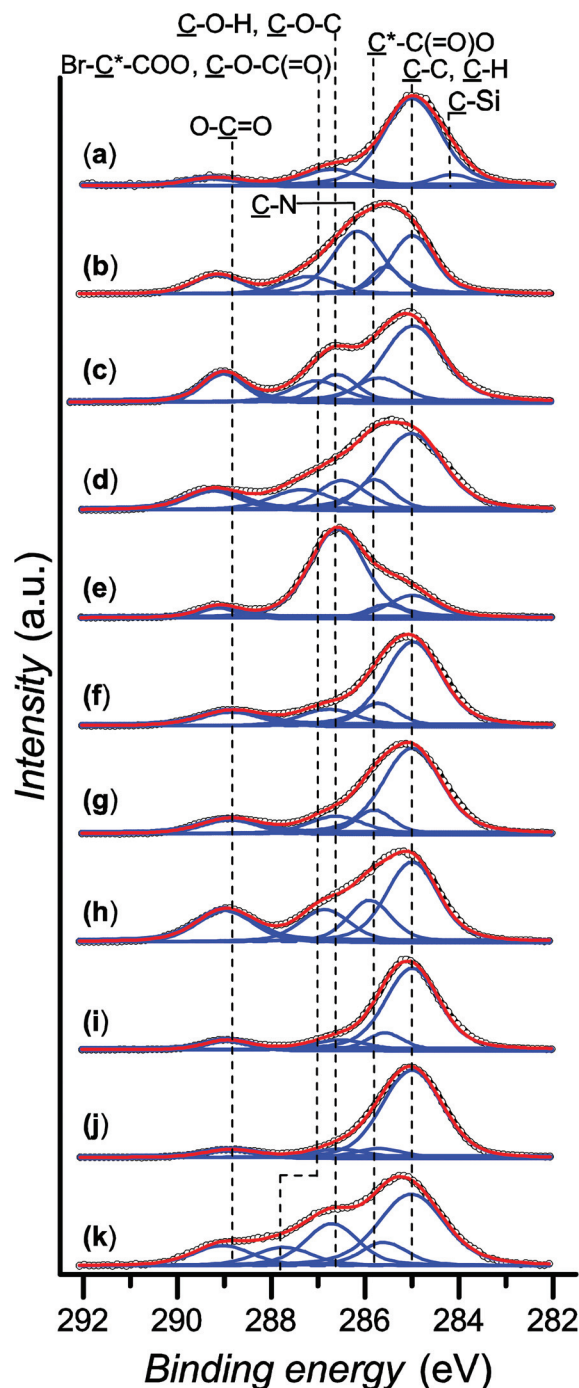 C-O-H, C-O-C
C*-C(=O)O
Br-C*-COO, C-O-C(=O)
C-C, C-H
C-Si
O-C=O
(a)
C-N
(b)
(c)
(d)
(e)
(f)
(g)
(h)
(i)
(j)
(k)
Intensity (a.u.)
292 290 288 286 284 282
Binding energy (eV)